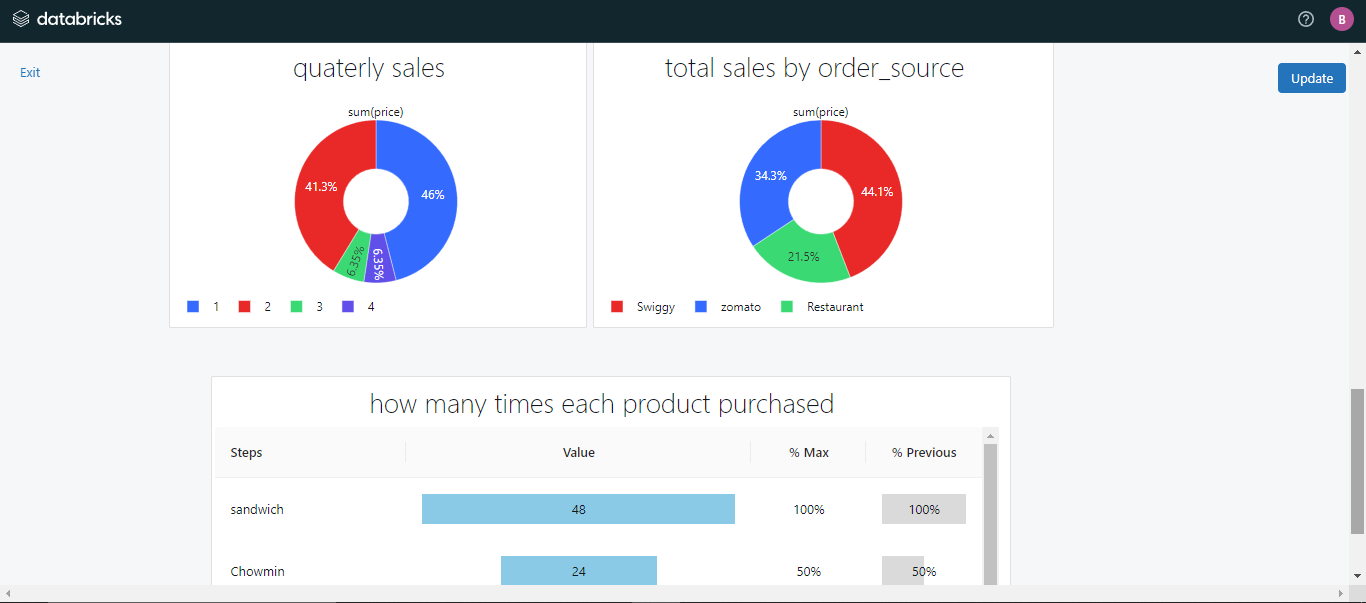 databricks
B
Exit
Update
quaterly sales
sum(price)
41.3%
46%
6.35%
6.35%
1 2 3 4
total sales by order_source
sum(price)
34.3%
44.1%
21.5%
Swiggy zomato Restaurant
how many times each product purchased
Steps Value % Max % Previous
sandwich 48 100% 100%
Chowmin 24 50% 50%